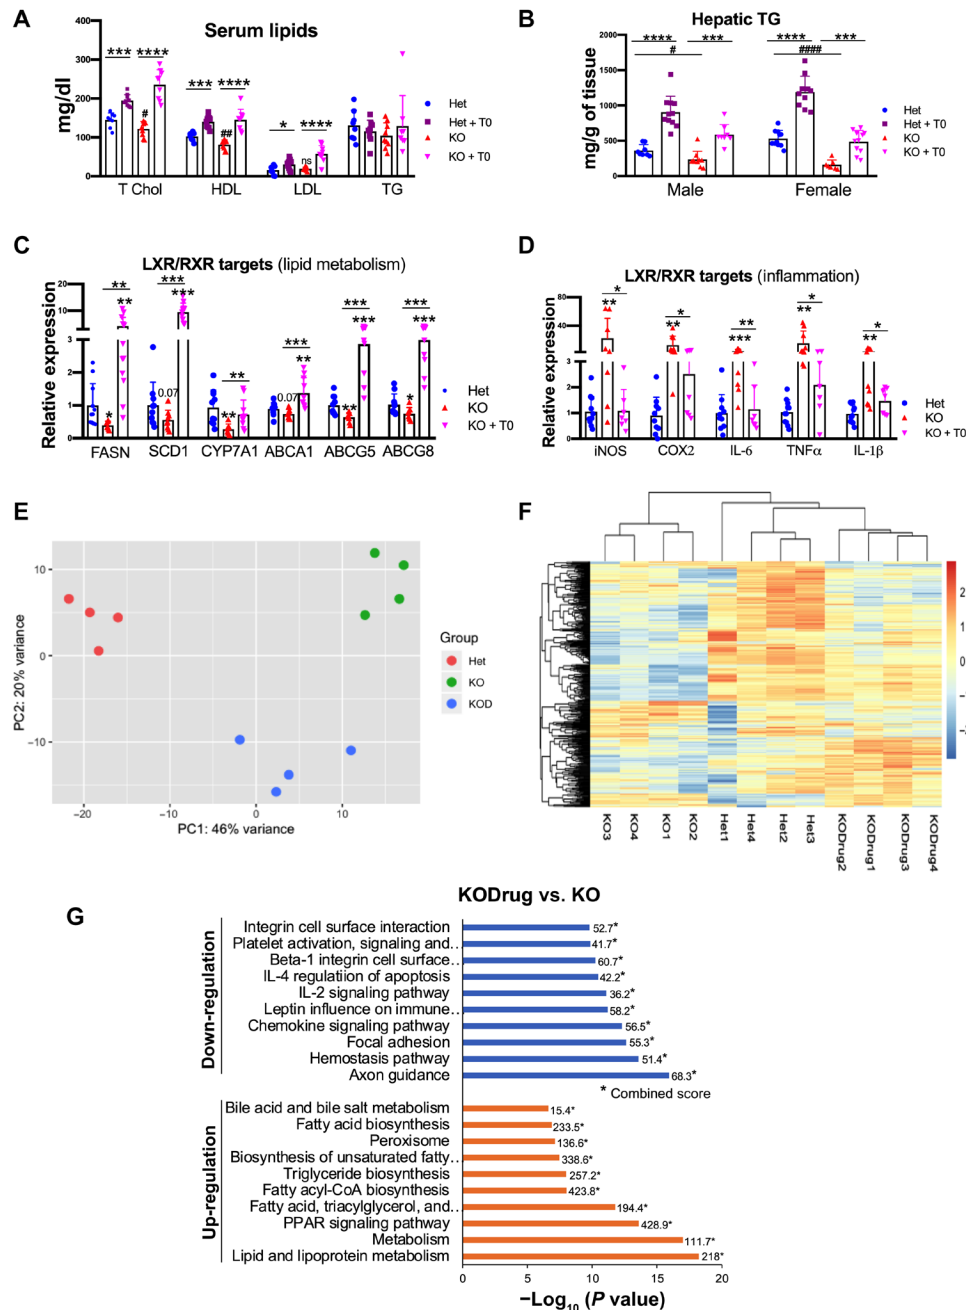 A
Serum lipids
mg/dl
400
300
200
100
0
*** **** *** **** * ****
# ## ns
T Chol HDL LDL TG
Het
Het + T0
KO
KO + T0
B
Hepatic TG
mg/g of tissue
2000
1500
1000
500
0
**** *** **** ***
# ####
Male Female
Het
Het + T0
KO
KO + T0
C
LXR/RXR targets (lipid metabolism)
Relative expression
20
10
3
2
1
0
** *** ** *** *** ***
** *** ** *** ***
* 0.07 ** 0.07 ** *
FASN SCD1 CYP7A1 ABCA1 ABCG5 ABCG8
Het
KO
KO + T0
D
LXR/RXR targets (inflammation)
Relative expression
80
40
3
2
1
0
* * ** * *
** ** *** ** **
iNOS COX2 IL-6 TNFα IL-1β
Het
KO
KO + T0
E
PC2: 20% variance
10
0
−10
−20 −10 0 10
PC1: 46% variance
Group
Het
KO
KOD
F
2
1
0
KO3 KO4 KO1 KO2 Het1 Het4 Het2 Het3 KODrug2 KODrug1 KODrug3 KODrug4
G
KODrug vs. KO
Down-regulation
Integrin cell surface interaction 52.7*
Platelet activation, signaling and… 41.7*
Beta-1 integrin cell surface… 60.7*
IL-4 regulation of apoptosis 42.2*
IL-2 signaling pathway 36.2*
Leptin influence on immune… 58.2*
Chemokine signaling pathway 56.5*
Focal adhesion 55.3*
Hemostasis pathway 51.4*
Axon guidance 68.3*
* Combined score
Up-regulation
Bile acid and bile salt metabolism 15.4*
Fatty acid biosynthesis 233.5*
Peroxisome 136.6*
Biosynthesis of unsaturated fatty… 338.6*
Triglyceride biosynthesis 257.2*
Fatty acyl-CoA biosynthesis 423.8*
Fatty acid, triacylglycerol, and… 194.4*
PPAR signaling pathway 428.9*
Metabolism 111.7*
Lipid and lipoprotein metabolism 218*
0 5 10 15 20
−Log10 (P value)